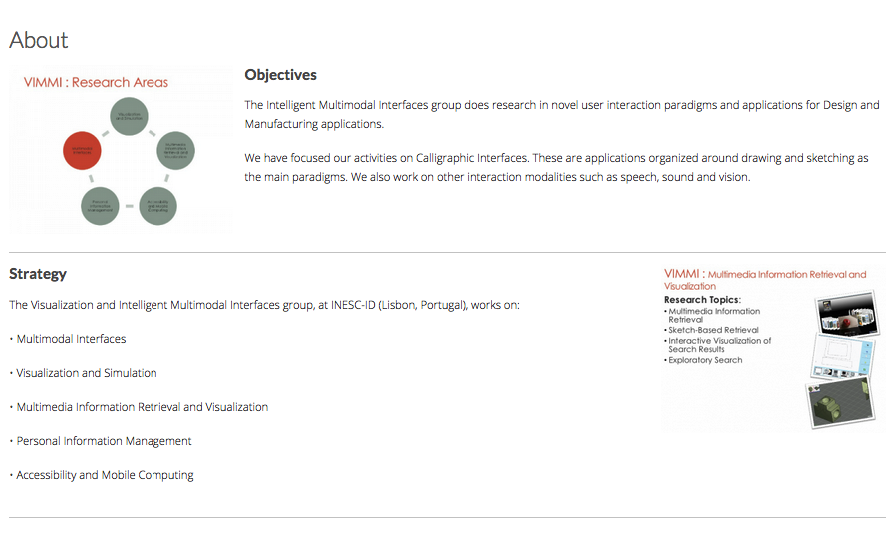 About
VIMMI : Research Areas
Objectives
The Intelligent Multimodal Interfaces group does research in novel user interaction paradigms and applications for Design and
Manufacturing applications.
We have focused our activities on Calligraphic Interfaces. These are applications organized around drawing and sketching as
the main paradigms. We also work on other interaction modalities such as speech, sound and vision.
Strategy
The Visualization and Intelligent Multimodal Interfaces group, at INESC-ID (Lisbon, Portugal), works on:
• Multimodal Interfaces
• Visualization and Simulation
• Multimedia Information Retrieval and Visualization
• Personal Information Management
• Accessibility and Mobile Computing
VIMMI : Multimedia Information Retrieval and
Visualization
Research Topics:
• Multimedia Information
Retrieval
• Sketch-Based Retrieval
• Interactive Visualization of
Search Results
• Exploratory Search